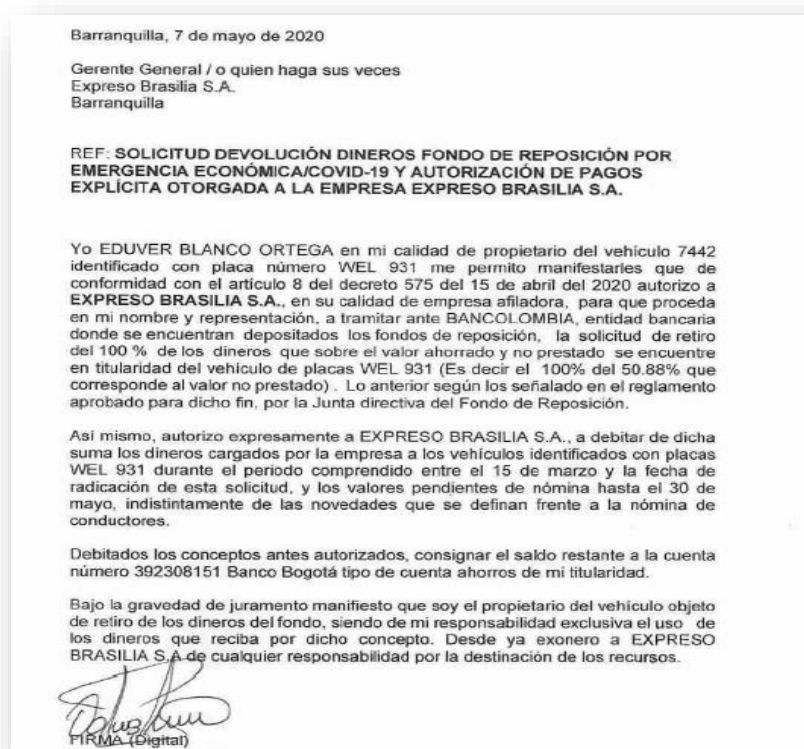 Barranquilla, 7 de mayo de 2020
Gerente General / o quien haga sus veces
Expreso Brasilia S.A.
Barranquilla
REF: SOLICITUD DEVOLUCIÓN DINEROS FONDO DE REPOSICIÓN POR
EMERGENCIA ECONÓMICA/COVID-19 Y AUTORIZACIÓN DE PAGOS
EXPLÍCITA OTORGADA A LA EMPRESA EXPRESO BRASILIA S.A.
Yo EDUVER BLANCO ORTEGA en mi calidad de propietario del vehículo 7442
identificado con placa número WEL 931 me permito manifestarles que de
conformidad con el artículo 8 del decreto 575 del 15 de abril del 2020 autorizo a
EXPRESO BRASILIA S.A., en su calidad de empresa afiladora, para que proceda
en mi nombre y representación, a tramitar ante BANCOLOMBIA, entidad bancaria
donde se encuentran depositados los fondos de reposición, la solicitud de retiro
del 100 % de los dineros que sobre el valor ahorrado y no prestado se encuentre
en titularidad del vehículo de placas WEL 931 (Es decir el 100% del 50.88% que
corresponde al valor no prestado) . Lo anterior según los señalado en el reglamento
aprobado para dicho fin, por la Junta directiva del Fondo de Reposición.
Así mismo, autorizo expresamente a EXPRESO BRASILIA S.A., a debitar de dicha
suma los dineros cargados por la empresa a los vehículos identificados con placas
WEL 931 durante el periodo comprendido entre el 15 de marzo y la fecha de
radicación de esta solicitud, y los valores pendientes de nómina hasta el 30 de
mayo, indistintamente de las novedades que se definan frente a la nómina de
conductores.
Debitados los conceptos antes autorizados, consignar el saldo restante a la cuenta
número 392308151 Banco Bogotá tipo de cuenta ahorros de mi titularidad.
Bajo la gravedad de juramento manifiesto que soy el propietario del vehículo objeto
de retiro de los dineros del fondo, siendo de mi responsabilidad exclusiva el uso de
los dineros que reciba por dicho concepto. Desde ya exonero a EXPRESO
BRASILIA S.A de cualquier responsabilidad por la destinación de los recursos.
FIRMA (Digital)